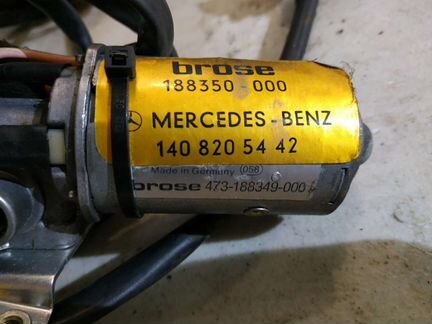 brose
188350-000
MERCEDES-BENZ
140 820 54 42
Made in Germany 058
brose 473-188349-000